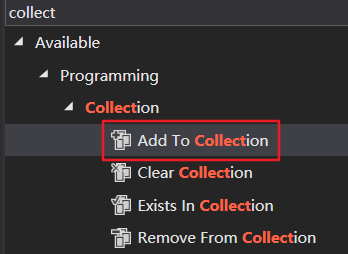 collect
Available
Programming
Collection
Add To Collection
Clear Collection
Exists In Collection
Remove From Collection